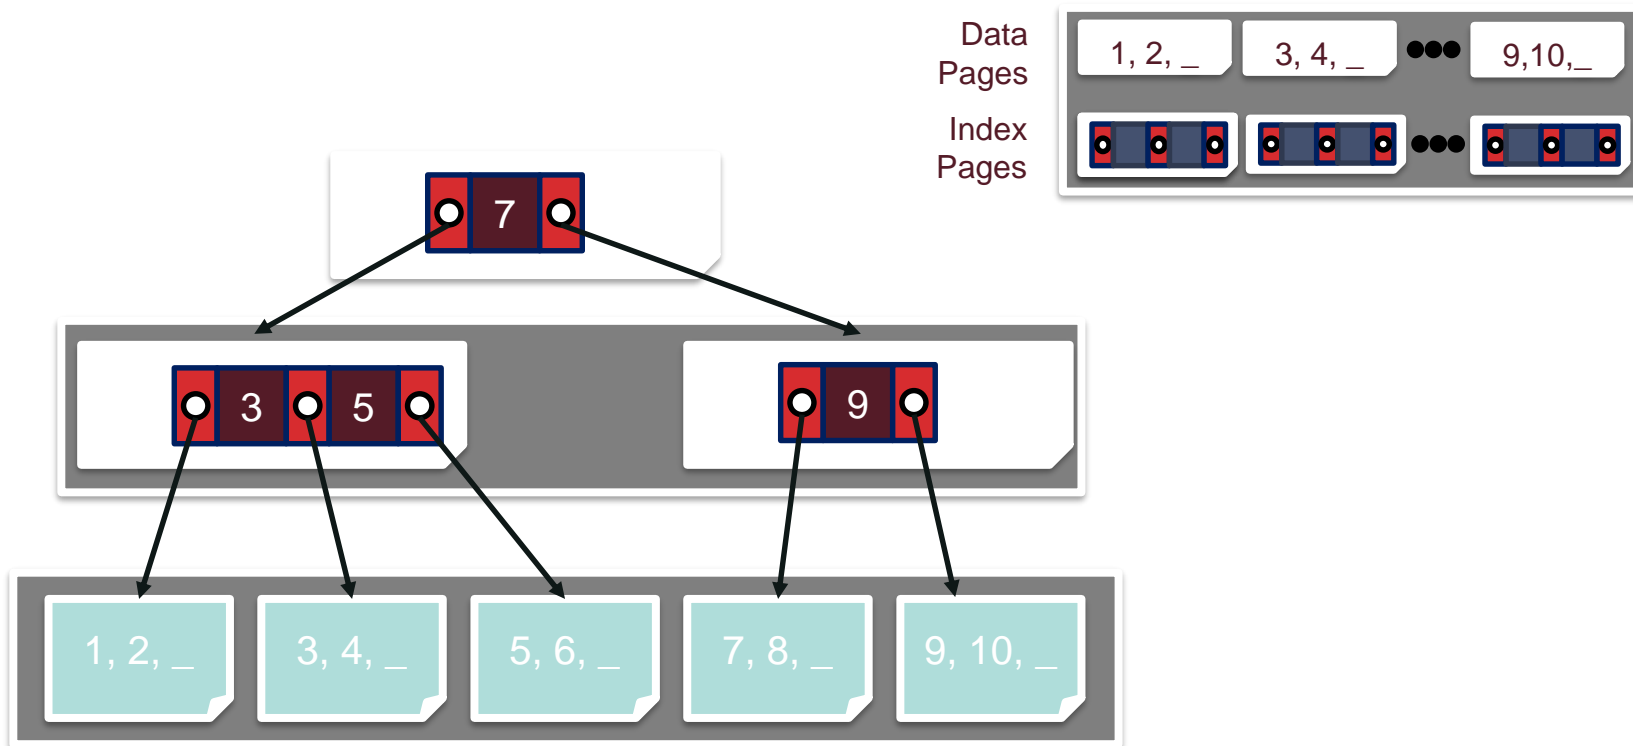 Data
Pages
1, 2, _
3, 4, _
9,10,_
Index
Pages
7
3
5
9
1, 2, _
3, 4, _
5, 6, _
7, 8, _
9, 10, _